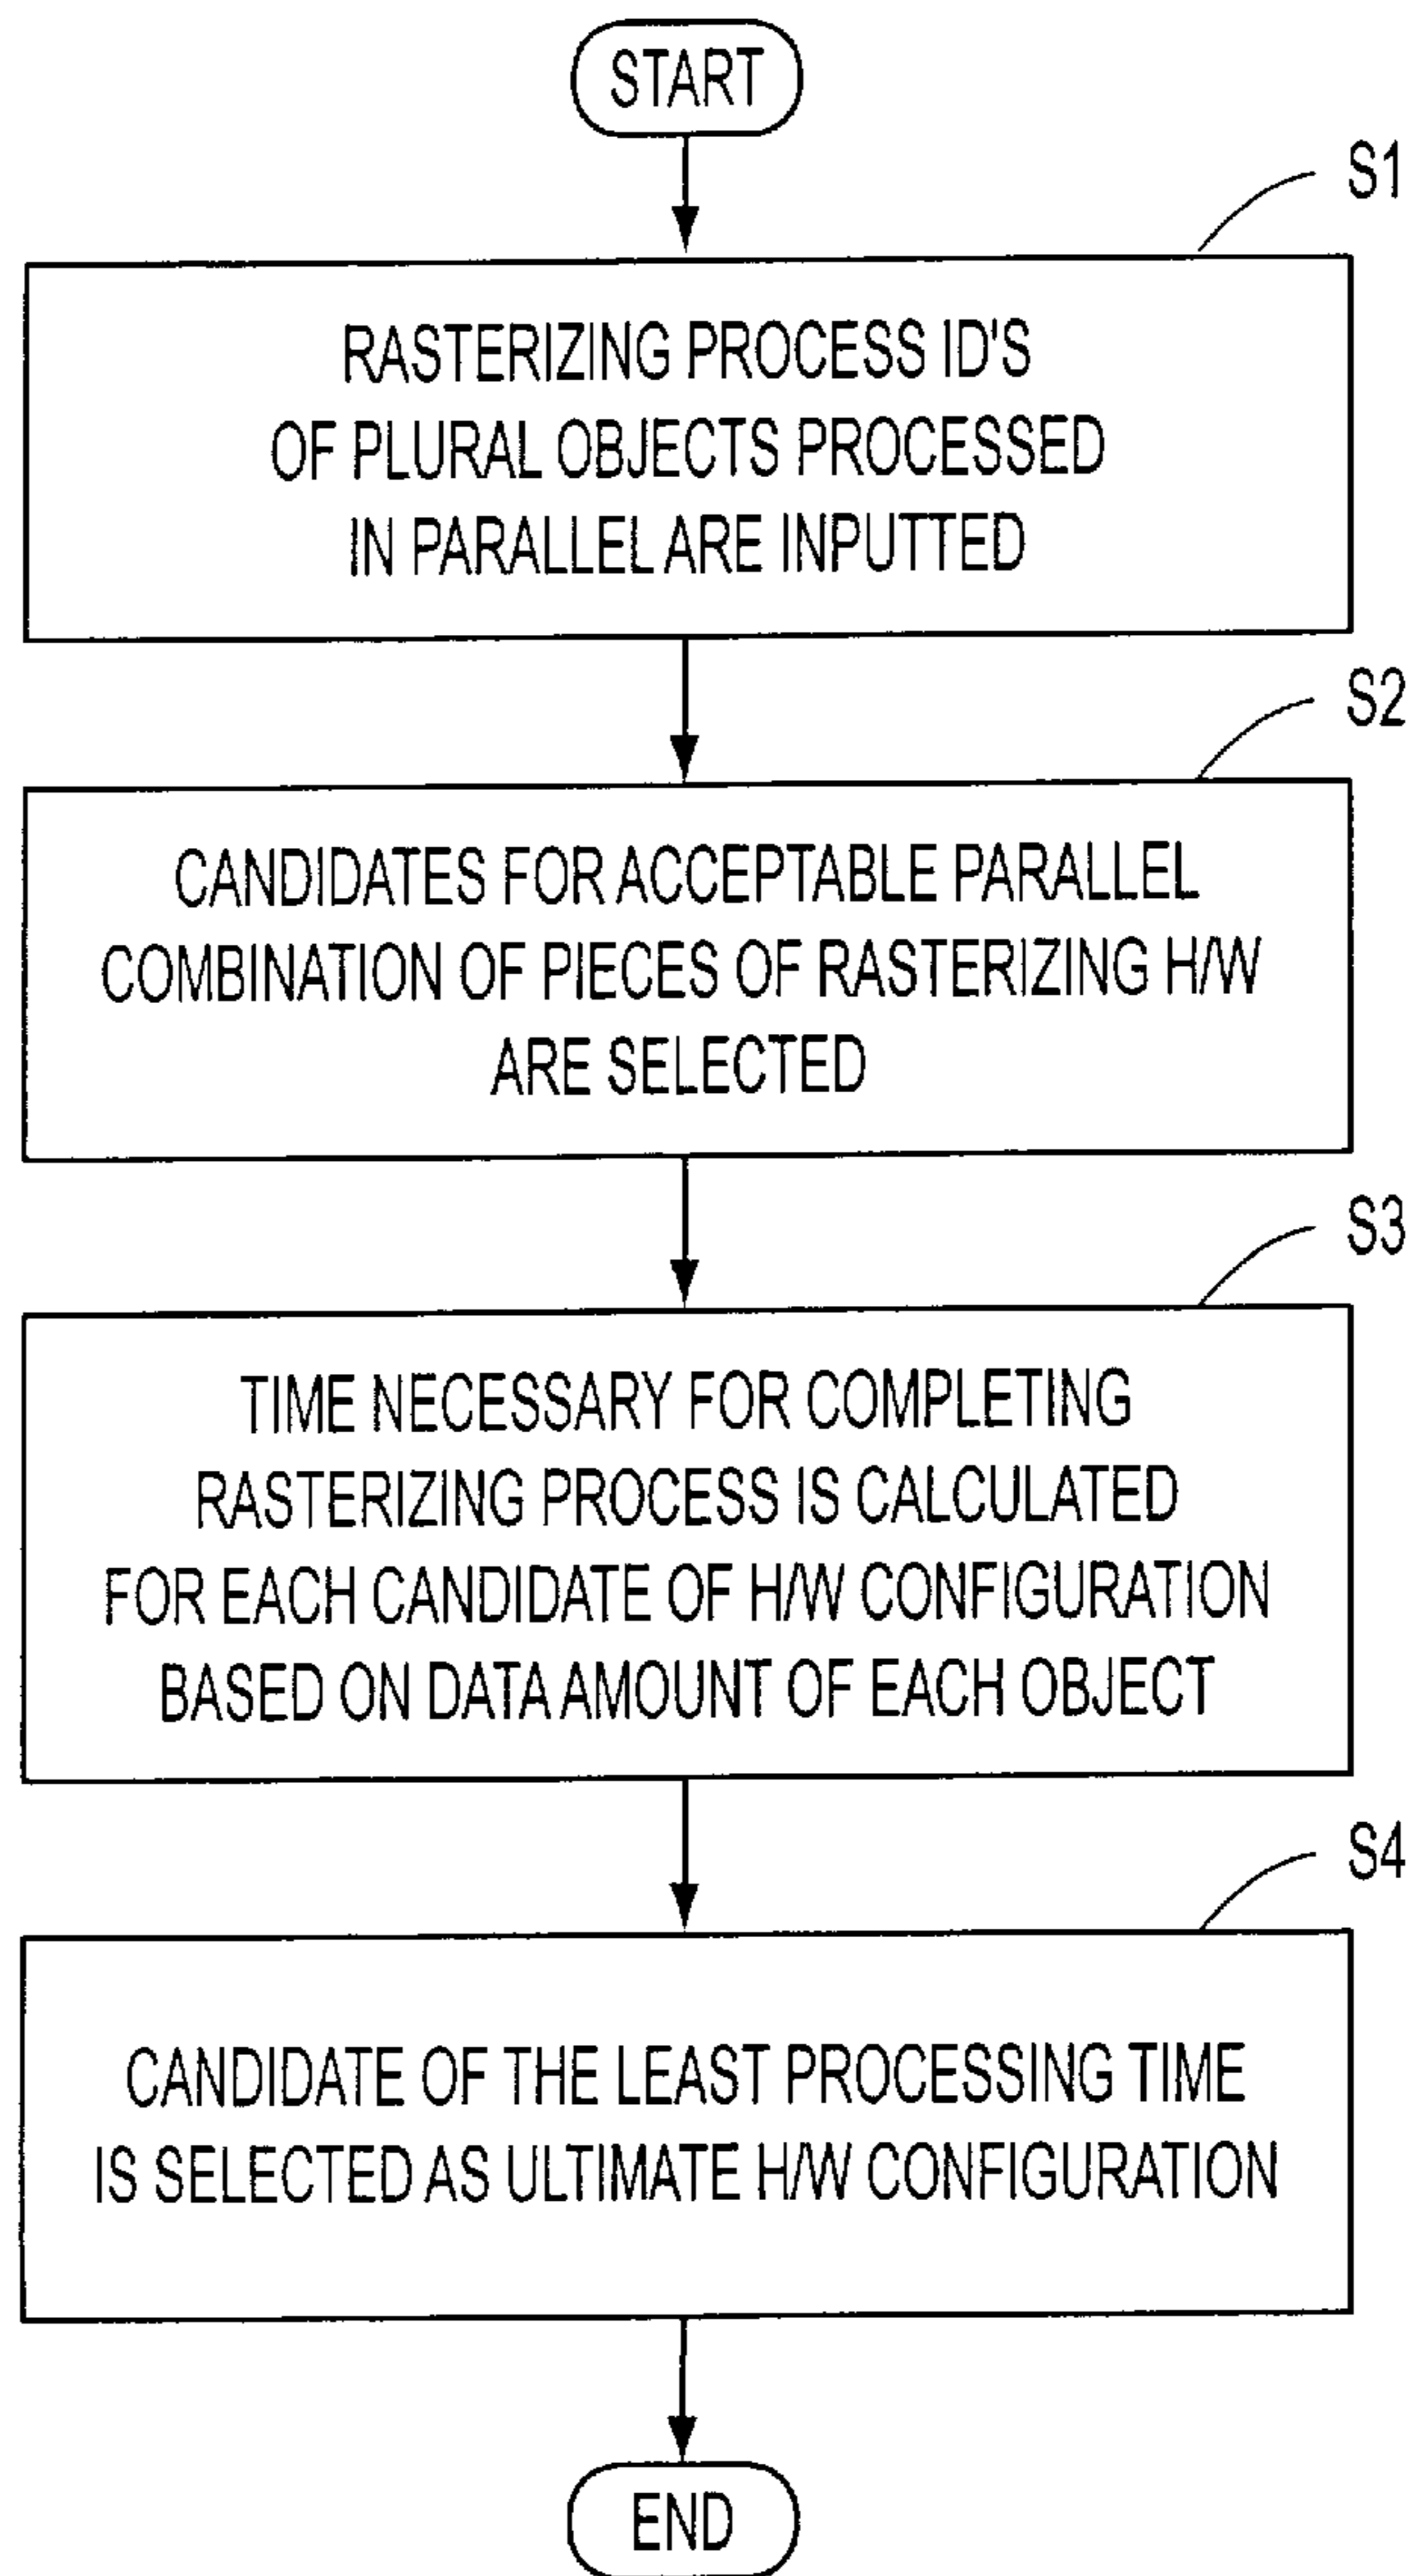 START
S1
RASTERIZING PROCESS ID'S
OF PLURAL OBJECTS PROCESSED
IN PARALLEL ARE INPUTTED
S2
CANDIDATES FOR ACCEPTABLE PARALLEL
COMBINATION OF PIECES OF RASTERIZING H/W
ARE SELECTED
S3
TIME NECESSARY FOR COMPLETING
RASTERIZING PROCESS IS CALCULATED
FOR EACH CANDIDATE OF H/W CONFIGURATION
BASED ON DATA AMOUNT OF EACH OBJECT
S4
CANDIDATE OF THE LEAST PROCESSING TIME
IS SELECTED AS ULTIMATE H/W CONFIGURATION
END